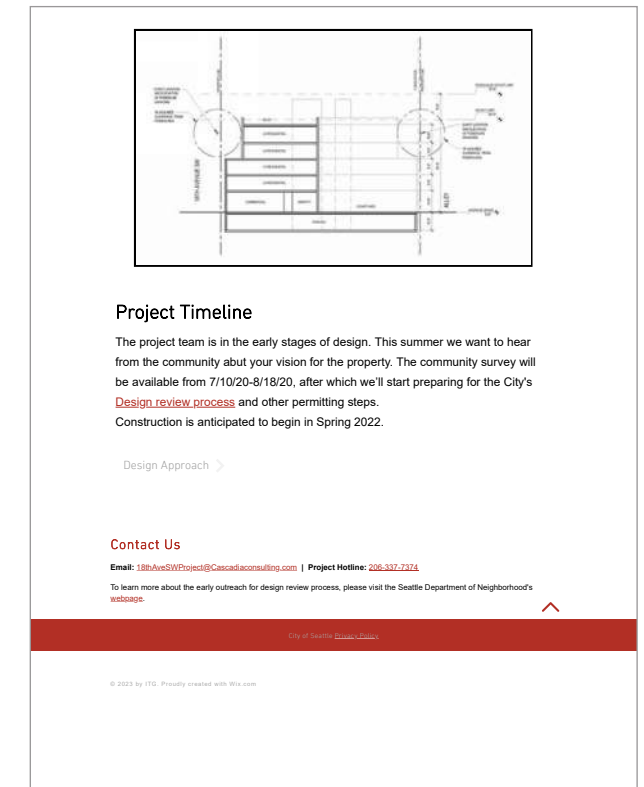 18TH AVENUE SW
ALLEY
Project Timeline
The project team is in the early stages of design. This summer we want to hear
from the community abut your vision for the property. The community survey will
be available from 7/10/20-8/18/20, after which we'll start preparing for the City's
Design review process and other permitting steps.
Construction is anticipated to begin in Spring 2022.
Design Approach
Contact Us
Email: 18thAveSWProject@Cascadiaconsulting.com | Project Hotline: 206-337-7374
To learn more about the early outreach for design review process, please visit the Seattle Department of Neighborhood's
webpage.
City of Seattle Privacy Policy
© 2023 by ITG. Proudly created with Wix.com